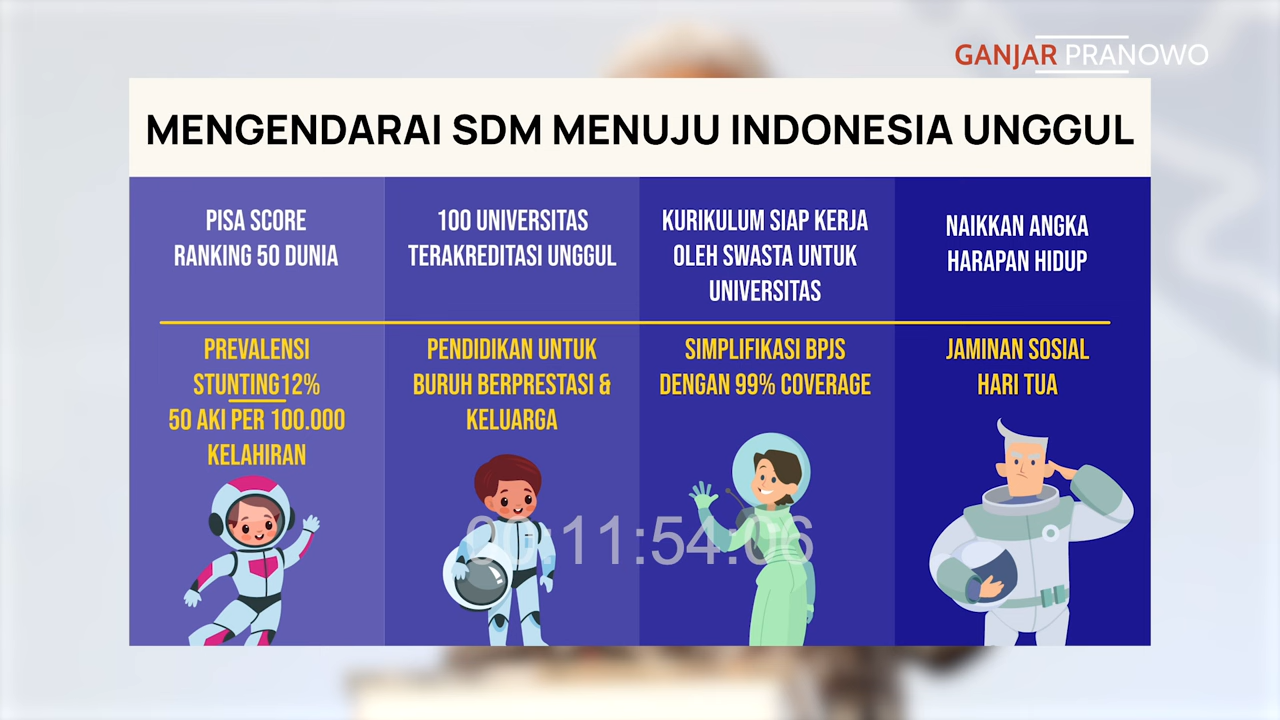 GANJAR PRANOWO
MENGENDARAI SDM MENUJU INDONESIA UNGGUL
PISA SCORE
RANKING 50 DUNIA
100 UNIVERSITAS
TERAKREDITASI UNGGUL
KURIKULUM SIAP KERJA
OLEH SWASTA UNTUK
UNIVERSITAS
NAIKKAN ANGKA
HARAPAN HIDUP
PREVALENSI
STUNTING12%
50 AKI PER 100.000
KELAHIRAN
PENDIDIKAN UNTUK
BURUH BERPRESTASI &
KELUARGA
SIMPLIFIKASI BPJS
DENGAN 99% COVERAGE
JAMINAN SOSIAL
HARI TUA
00:11:54:06